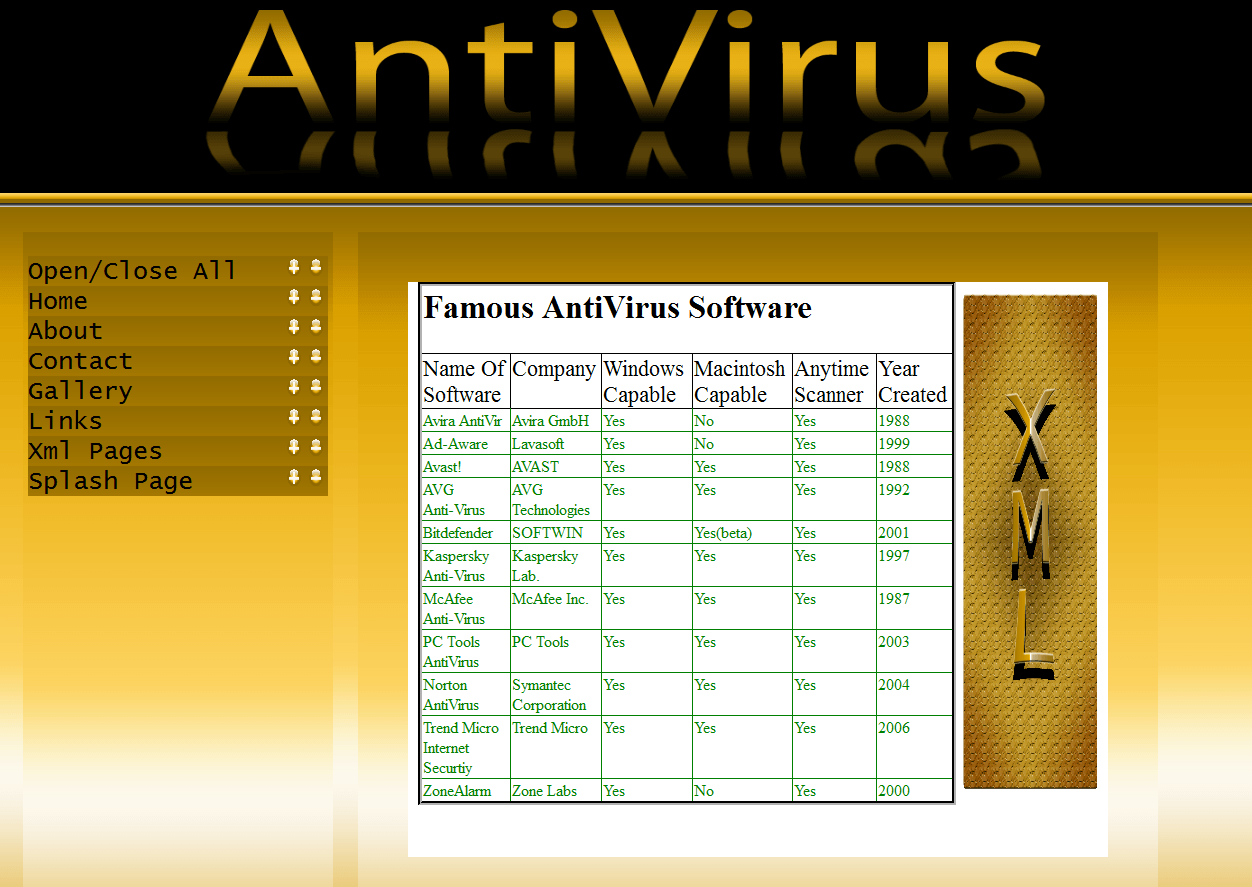 AntiVirus
Open/Close All
Home
About
Contact
Gallery
Links
Xml Pages
Splash Page
Famous AntiVirus Software
Name Of Software Company Windows Capable Macintosh Capable Anytime Scanner Year Created
Avira AntiVir Avira GmbH Yes No Yes 1988
Ad-Aware Lavasoft Yes No Yes 1999
Avast! AVAST Yes Yes Yes 1988
AVG Anti-Virus AVG Technologies Yes Yes Yes 1992
Bitdefender SOFTWIN Yes Yes(beta) Yes 2001
Kaspersky Anti-Virus Kaspersky Lab. Yes Yes Yes 1997
McAfee Anti-Virus McAfee Inc. Yes Yes Yes 1987
PC Tools AntiVirus PC Tools Yes Yes Yes 2003
Norton AntiVirus Symantec Corporation Yes Yes Yes 2004
Trend Micro Internet Securtiy Trend Micro Yes Yes Yes 2006
ZoneAlarm Zone Labs Yes No Yes 2000
XML